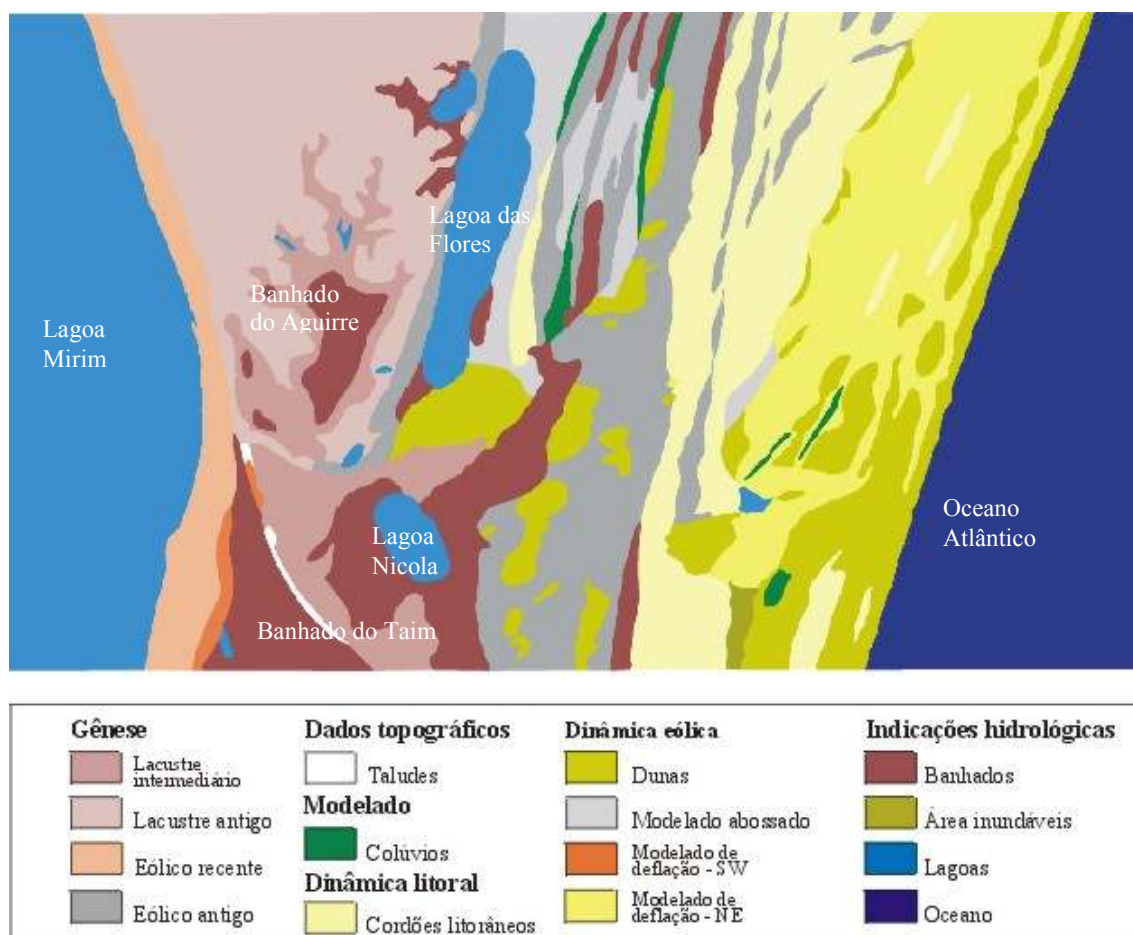 Lagoa das
Flores
Banhado
do Aguirre
Lagoa
Mirim
Oceano
Atlântico
Lagoa
Nicola
Banhado do Taim
Gênese
Lacustre
intermediário
Lacustre antigo
Eólico recente
Eólico antigo
Dados topográficos
Taludes
Modelado
Colúvios
Dinâmica litoral
Cordões litorâneos
Dinâmica eólica
Dunas
Modelado abossado
Modelado de
deflação - SW
Modelado de
deflação - NE
Indicações hidrológicas
Banhados
Área inundáveis
Lagoas
Oceano